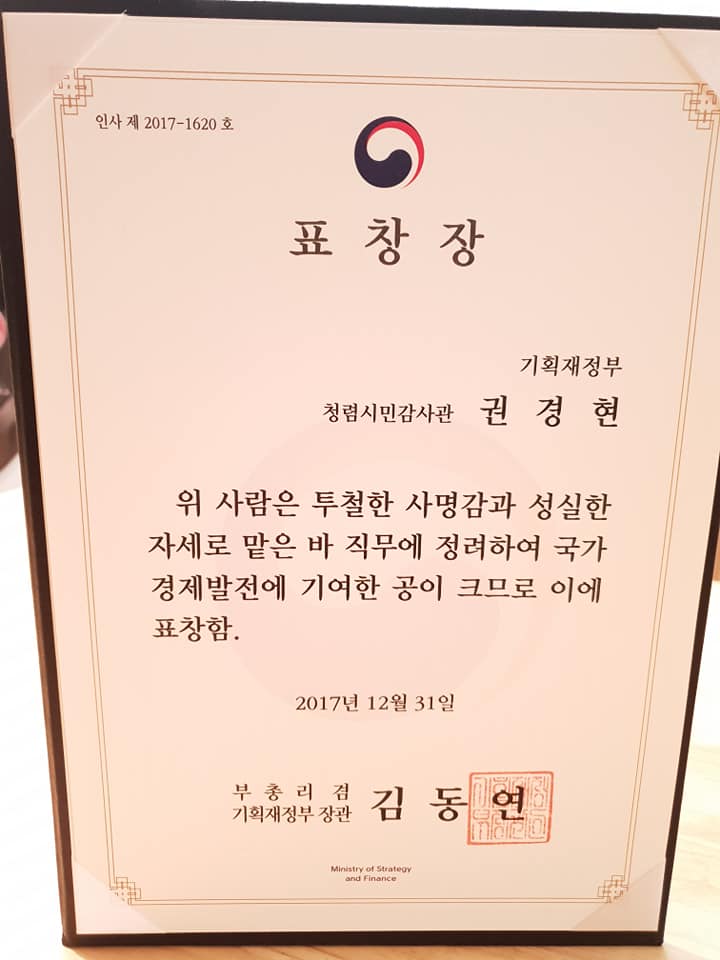 인사 제 2017-1620 호
표 창 장
기획재정부
청렴시민감사관 권 경 현
위 사람은 투철한 사명감과 성실한
자세로 맡은 바 직무에 정려하여 국가
경제발전에 기여한 공이 크므로 이에
표창함.
2017년 12월 31일
부 총 리 겸
기획재정부 장관 김 동 연
Ministry of Strategy
and Finance